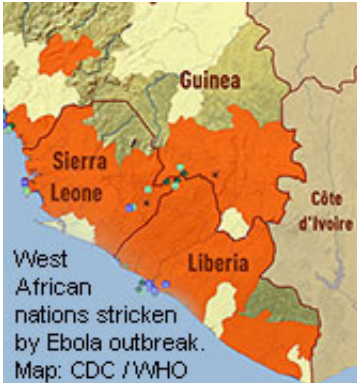 Guinea
Sierra
Leone
Côte
d'Ivoire
Liberia
West
African
nations stricken
by Ebola outbreak.
Map: CDC / WHO